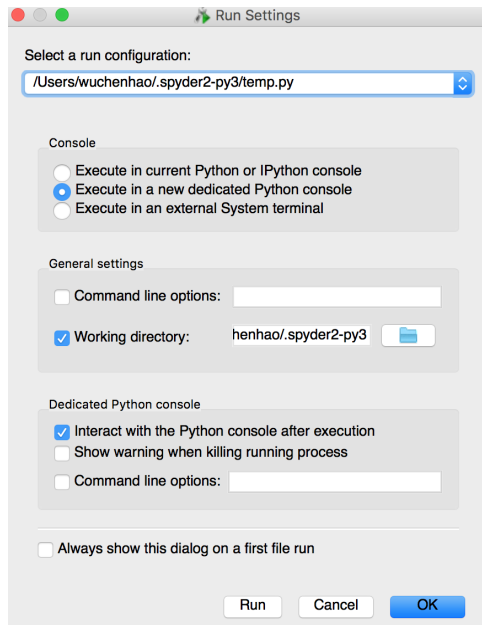 Run Settings
Select a run configuration:
/Users/wuchenhao/.spyder2-py3/temp.py
Console
Execute in current Python or IPython console
Execute in a new dedicated Python console
Execute in an external System terminal
General settings
Command line options:
Working directory: henhao/.spyder2-py3
Dedicated Python console
Interact with the Python console after execution
Show warning when killing running process
Command line options:
Always show this dialog on a first file run
Run Cancel OK